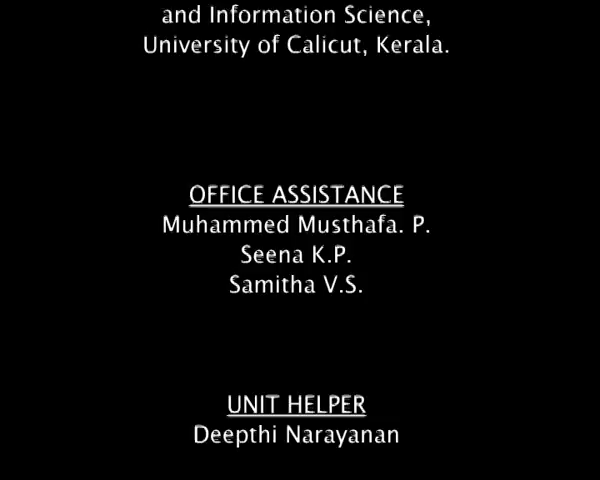 and Information Science,
University of Calicut, Kerala.
OFFICE ASSISTANCE
Muhammed Musthafa. P.
Seena K.P.
Samitha V.S.
UNIT HELPER
Deepthi Narayanan